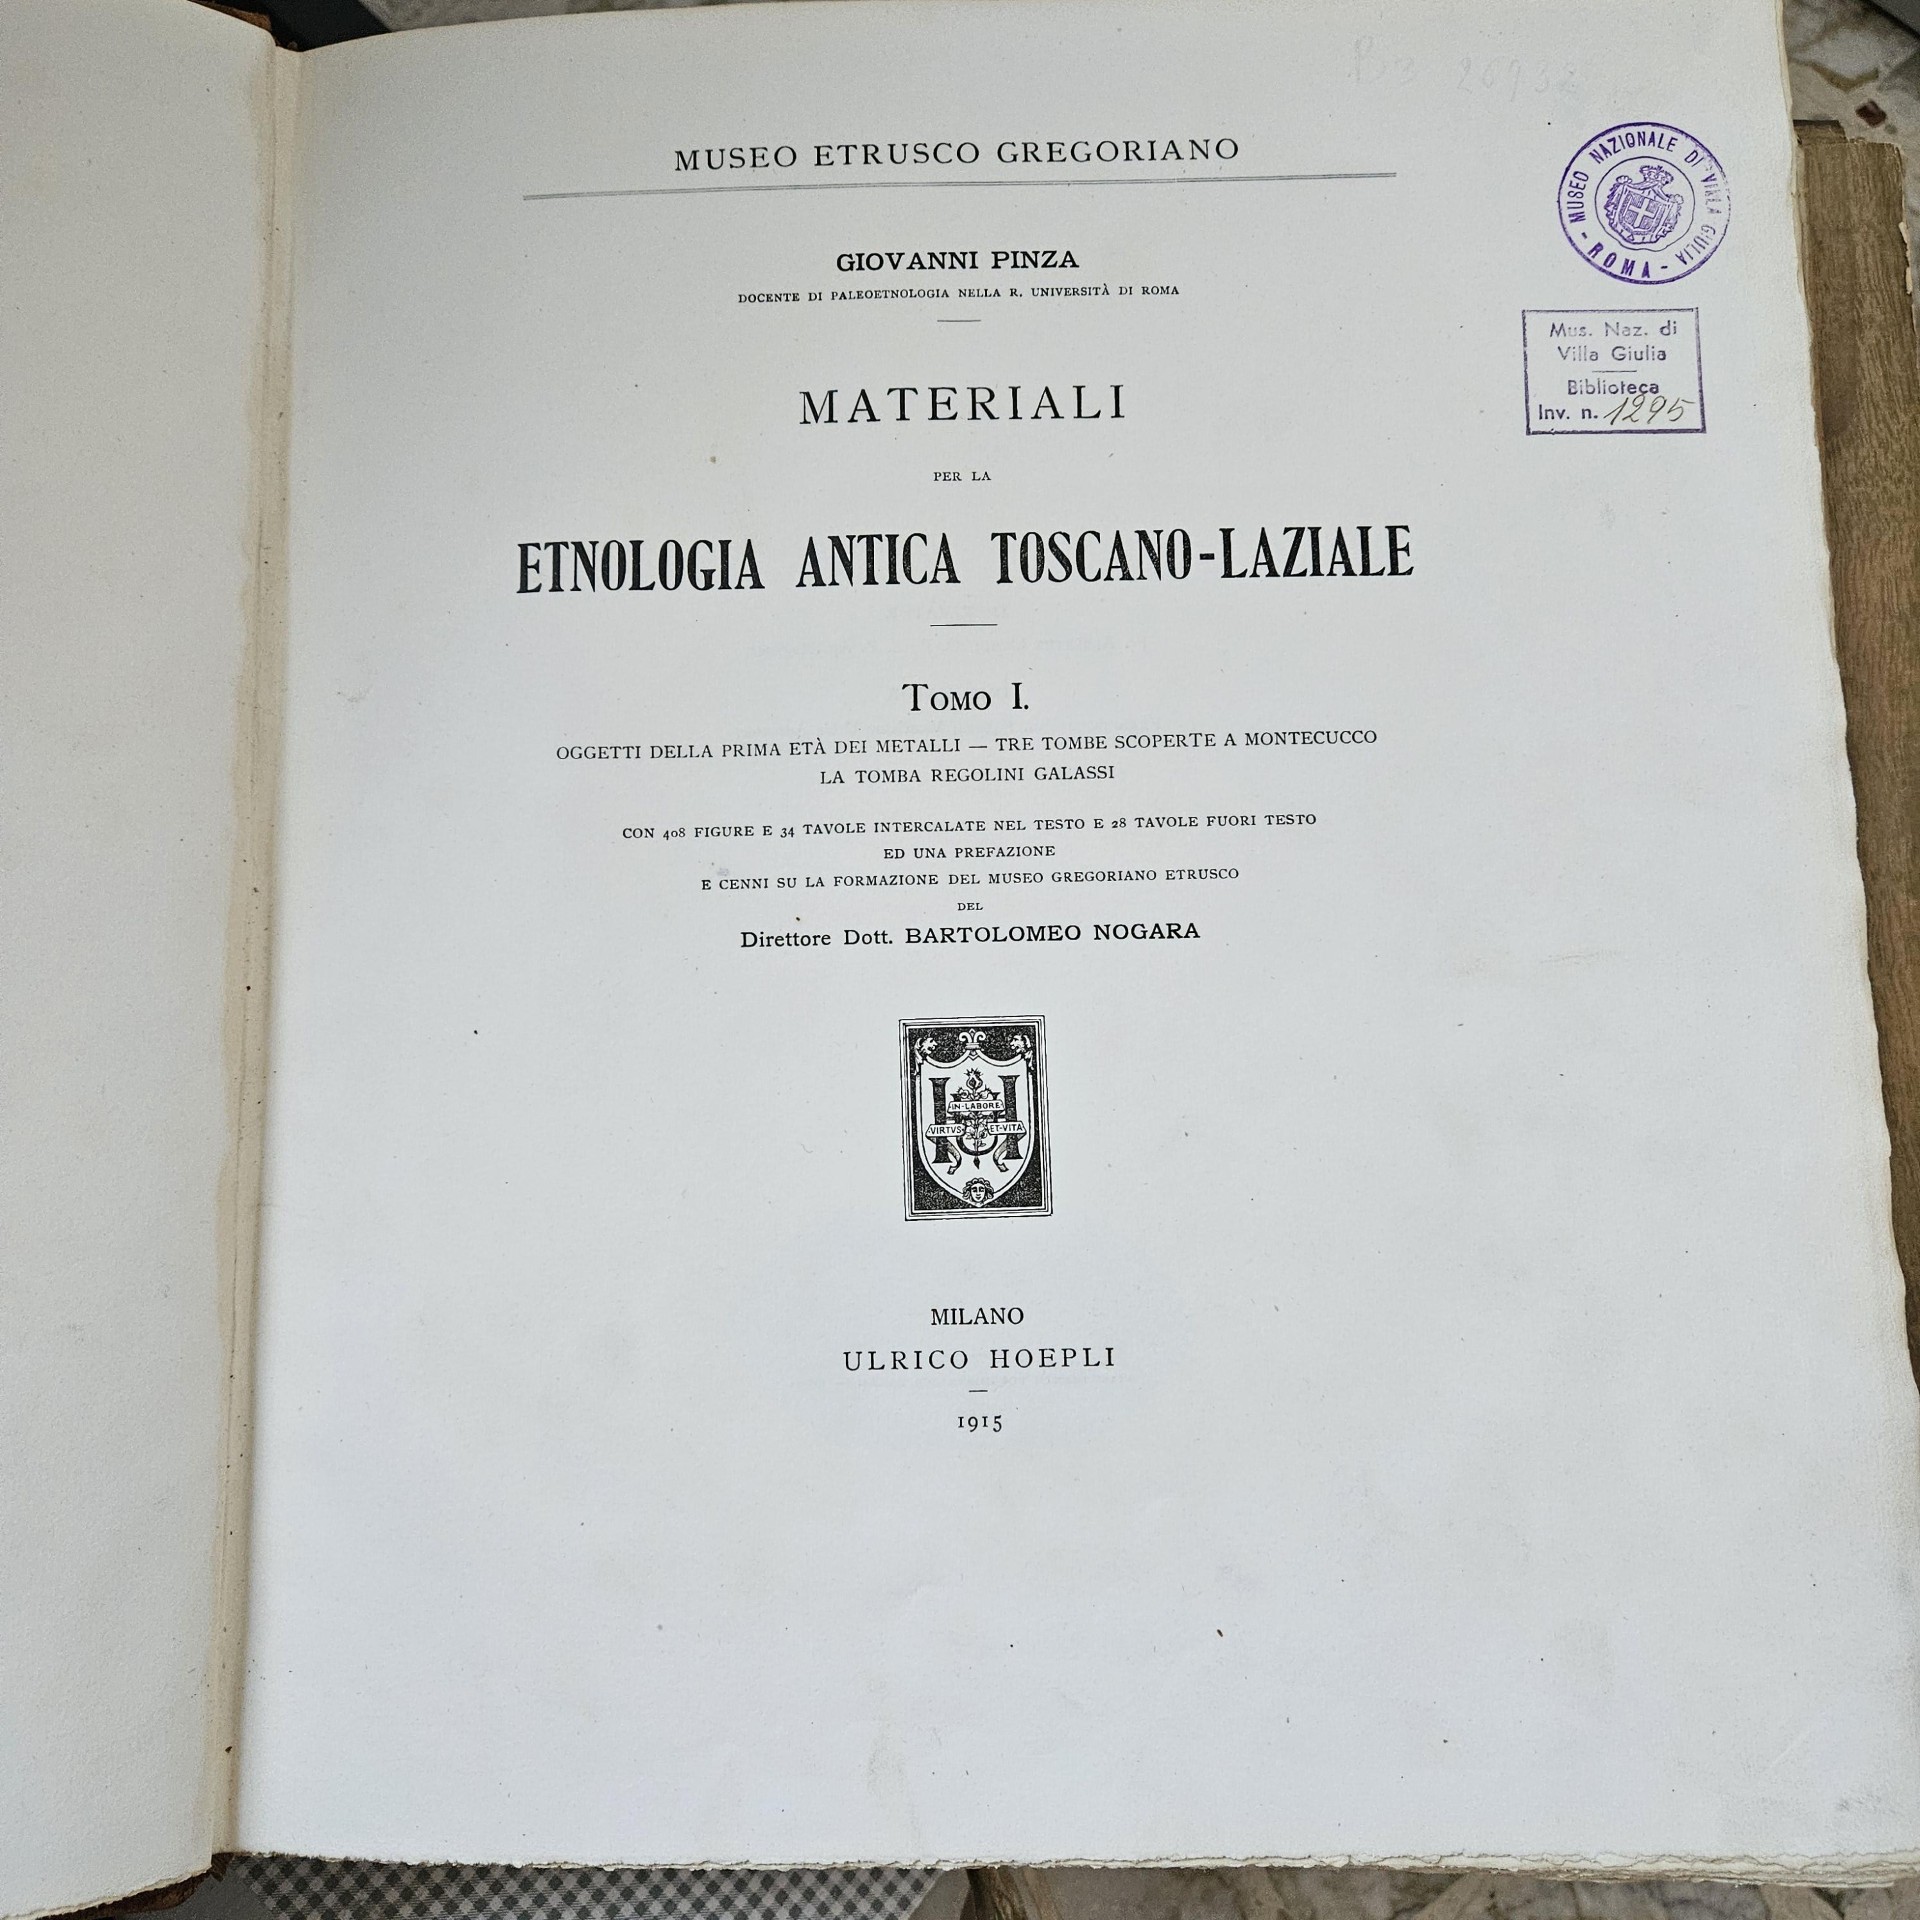 MUSEO ETRUSCO GREGORIANO
GIOVANNI PINZA
DOCENTE DI PALEOETNOLOGIA NELLA R. UNIVERSITÀ DI ROMA
MATERIALI
PER LA
ETNOLOGIA ANTICA TOSCANO-LAZIALE
TOMO I.
OGGETTI DELLA PRIMA ETÀ DEI METALLI — TRE TOMBE SCOPERTE A MONTECUCCO
LA TOMBA REGOLINI GALASSI
CON 408 FIGURE E 34 TAVOLE INTERCALATE NEL TESTO E 28 TAVOLE FUORI TESTO
ED UNA PREFAZIONE
E CENNI SU LA FORMAZIONE DEL MUSEO GREGORIANO ETRUSCO
DEL
Direttore Dott. BARTOLOMEO NOGARA
IN·LABORE
VIRTVS ET·VITA
MILANO
ULRICO HOEPLI
1915
MUSEO NAZIONALE DI VILLA GIULIA
- ROMA -
Mus. Naz. di
Villa Giulia
Biblioteca
Inv. n. 1295